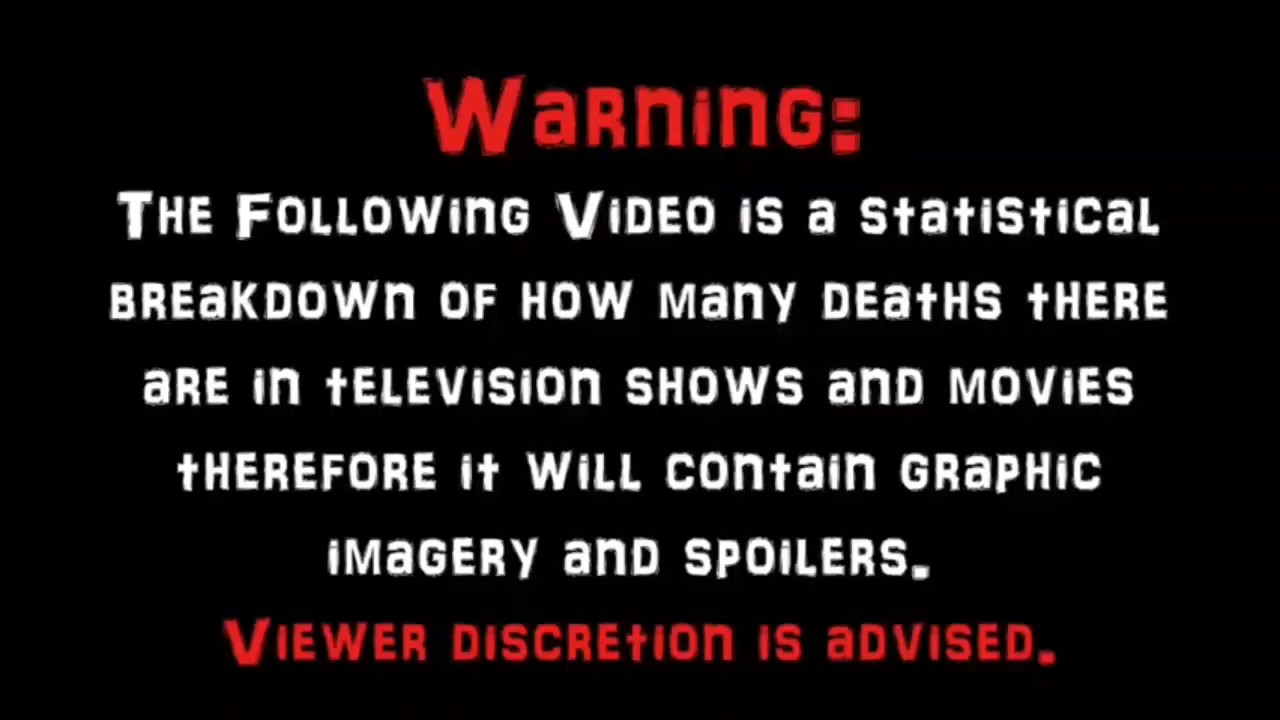 Warning:
The Following Video is a statistical
breakdown of how many deaths there
are in television shows and movies
therefore it will contain graphic
imagery and spoilers.
Viewer discretion is advised.